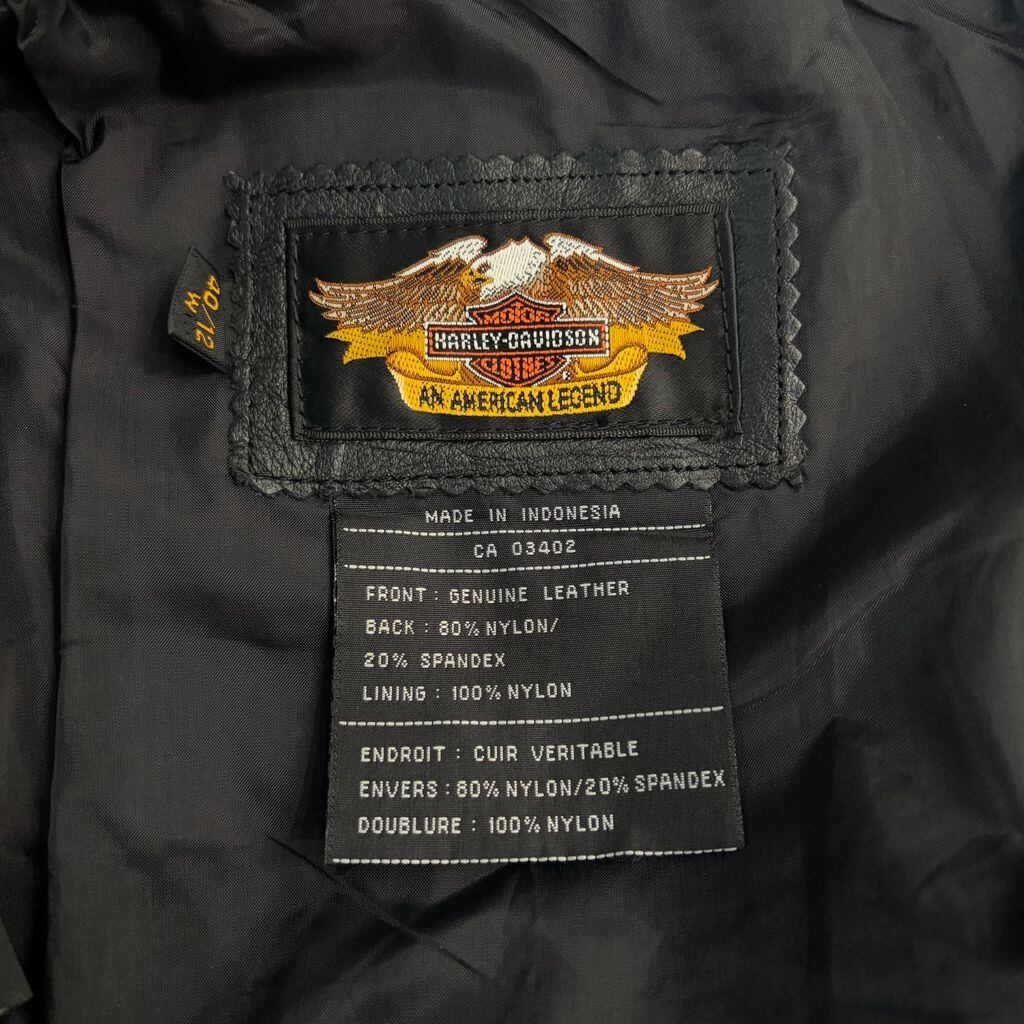 40/12
W
MOTOR
HARLEY-DAVIDSON
CLOTHES
AN AMERICAN LEGEND
MADE IN INDONESIA
CA 03402
FRONT : GENUINE LEATHER
BACK : 80% NYLON/
20% SPANDEX
LINING : 100% NYLON
ENDROIT : CUIR VERITABLE
ENVERS : 80% NYLON/20% SPANDEX
DOUBLURE : 100% NYLON